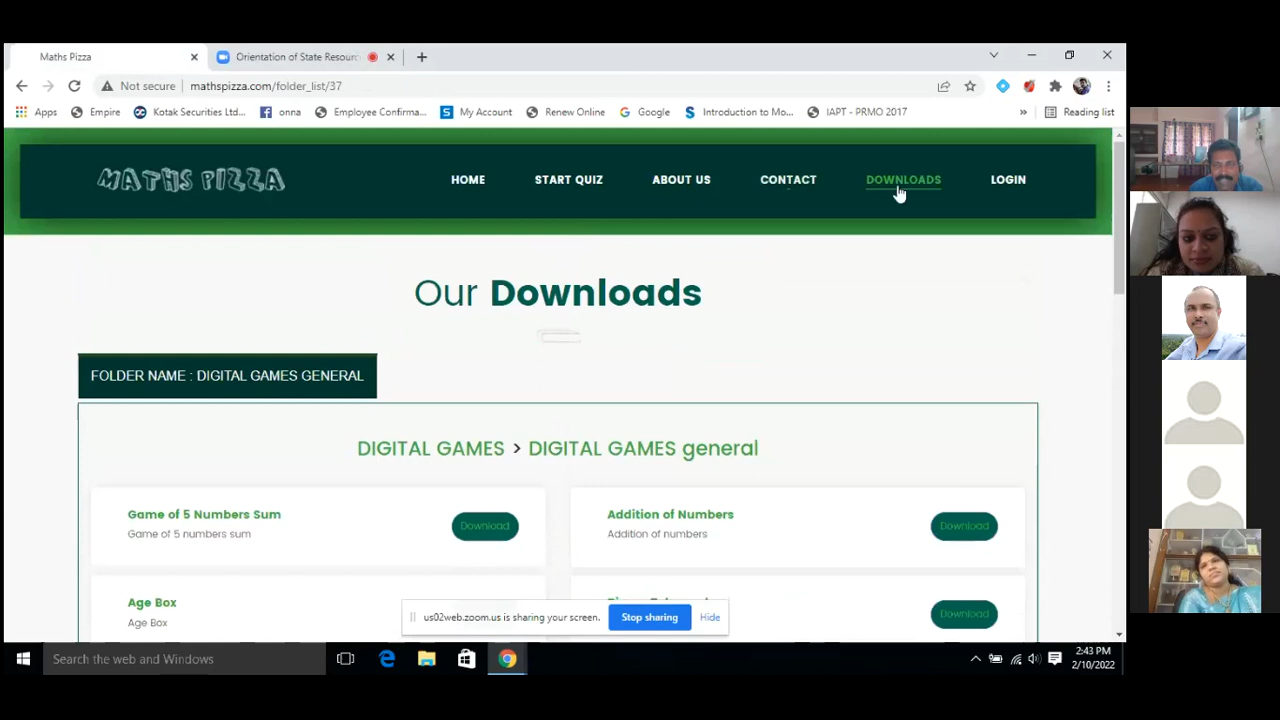 Maths Pizza
Orientation of State Resourc
Not secure
mathspizza.com/folder_list/37
Apps
Empire
Kotak Securities Ltd...
onna
Employee Confirma...
My Account
Renew Online
Google
Introduction to Mo...
IAPT - PRMO 2017
»
Reading list
MATHS PIZZA
HOME
START QUIZ
ABOUT US
CONTACT
DOWNLOADS
LOGIN
Our Downloads
FOLDER NAME : DIGITAL GAMES GENERAL
DIGITAL GAMES > DIGITAL GAMES general
Game of 5 Numbers Sum
Game of 5 numbers sum
Download
Addition of Numbers
Addition of numbers
Download
Age Box
Age Box
Download
us02web.zoom.us is sharing your screen.
Stop sharing
Hide
Search the web and Windows
2:43 PM
2/10/2022